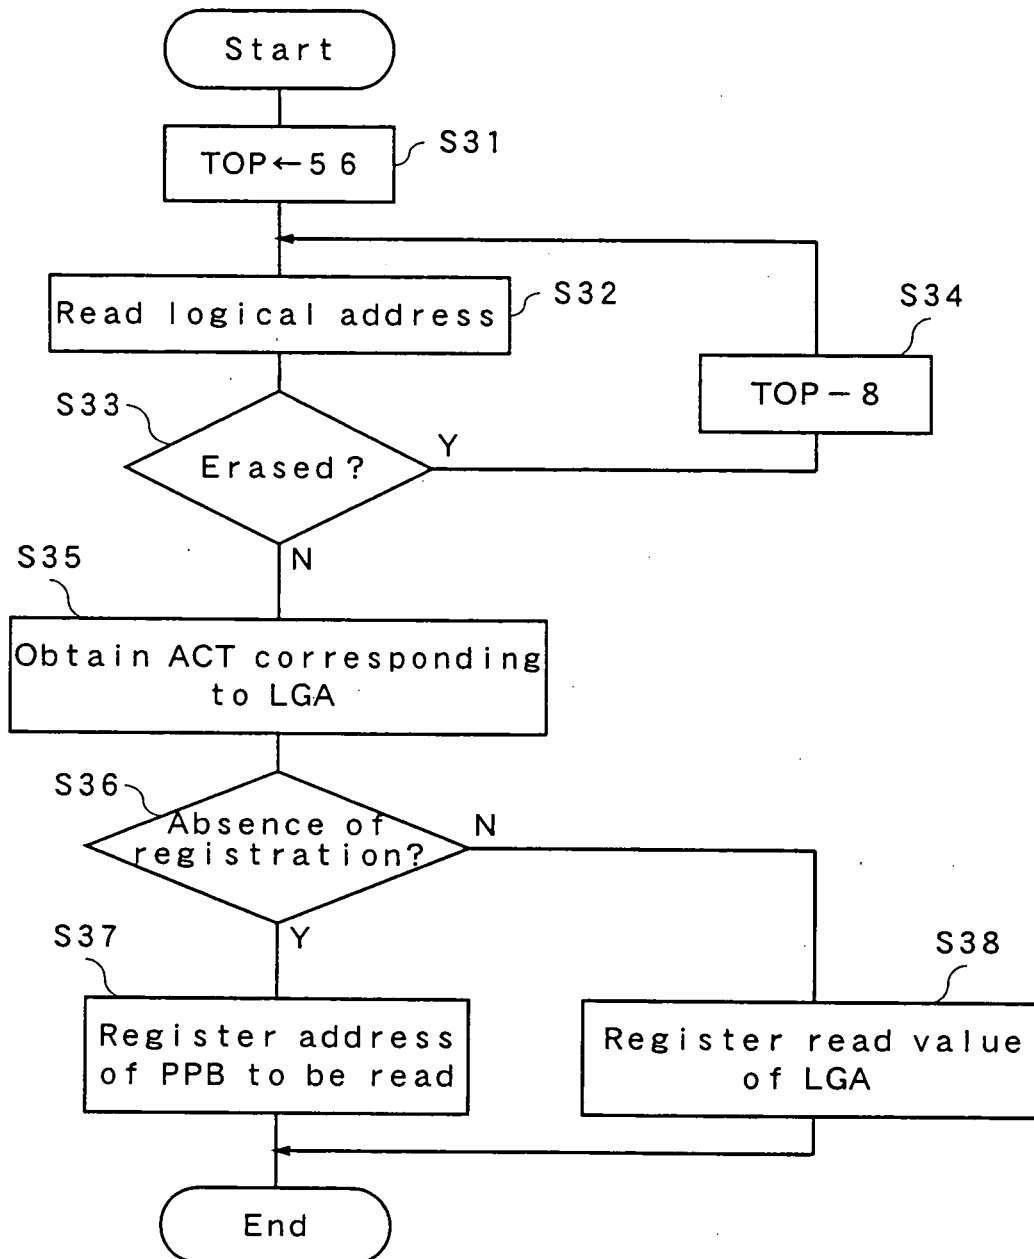 Start
S31
TOP←56
S32
Read logical address
S34
TOP−8
S33
Erased?
Y
N
S35
Obtain ACT corresponding
to LGA
S36
Absence of
registration?
N
Y
S37
Register address
of PPB to be read
S38
Register read value
of LGA
End